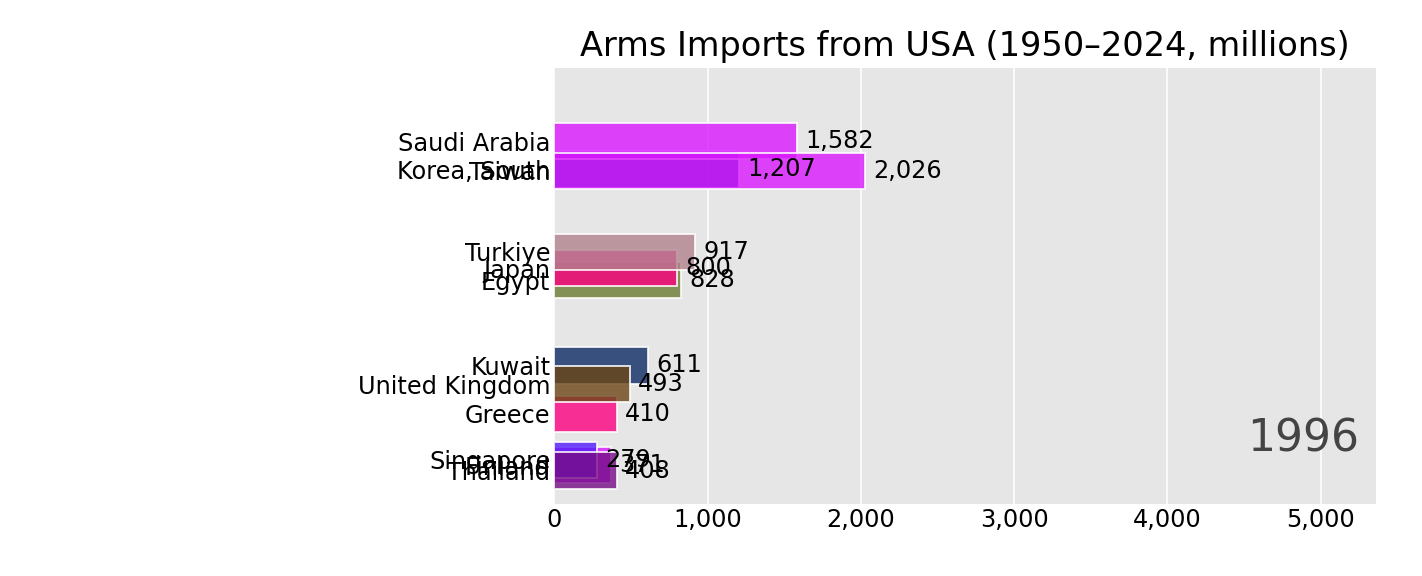 Arms Imports from USA (1950–2024, millions)
Saudi Arabia 1,582
Korea, South 1,207
Taiwan 2,026
Turkiye 917
Japan 800
Egypt 828
Kuwait 611
United Kingdom 493
Greece 410
Singapore 279
371
Thailand 408
1996
0 1,000 2,000 3,000 4,000 5,000